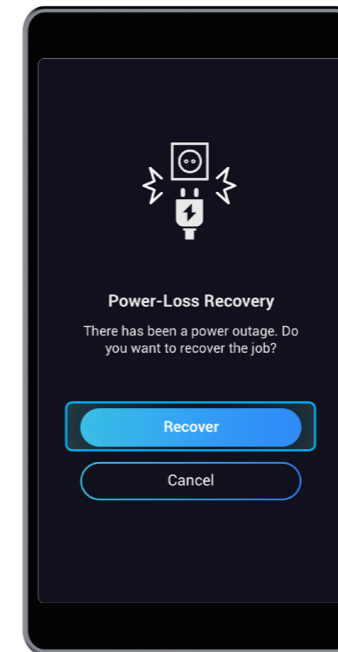 Power-Loss Recovery
There has been a power outage. Do
you want to recover the job?
Recover
Cancel